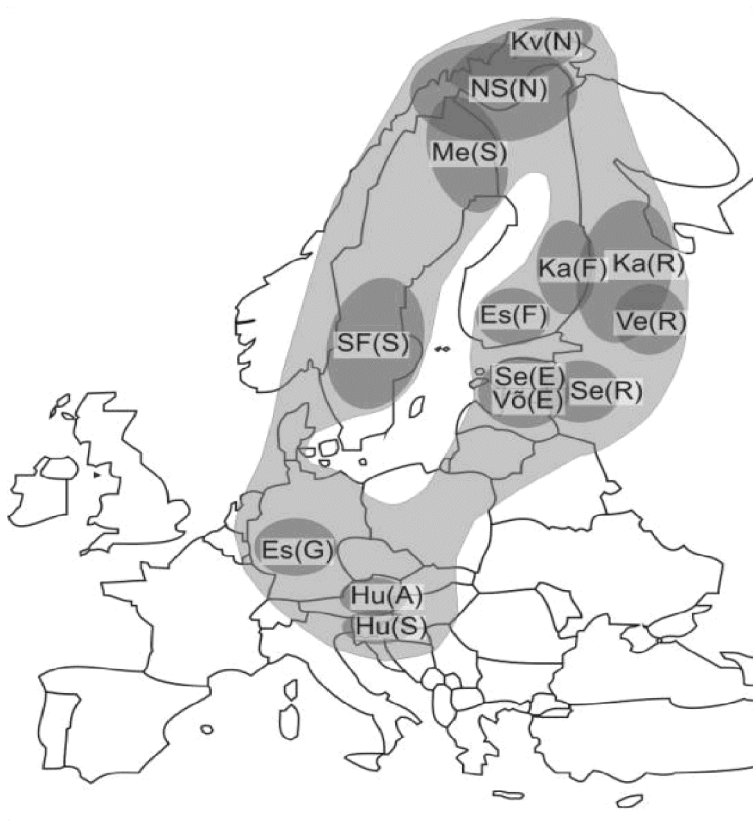 Kv(N)
NS(N)
Me(S)
Ka(F)
Ka(R)
Es(F)
Ve(R)
SF(S)
Se(E)
Võ(E)
Se(R)
Es(G)
Hu(A)
Hu(S)